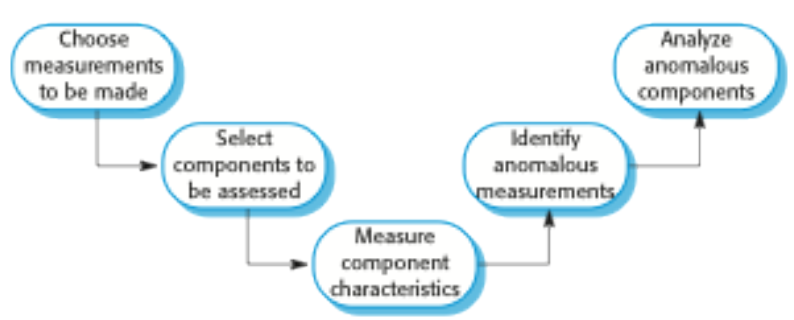 Choose
measurements
to be made
Select
components to
be assessed
Measure
component
characteristics
Identify
anomalous
measurements
Analyze
anomalous
components